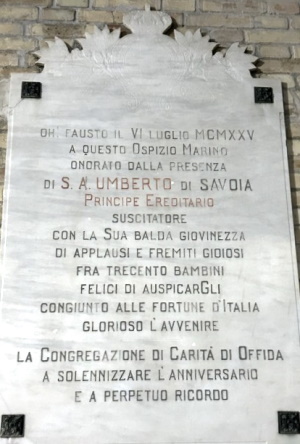 OH' FAUSTO IL VI LUGLIO MCMXXV
A QUESTO OSPIZIO MARINO
ONORATO DALLA PRESENZA
DI S. A. UMBERTO DI SAVOIA
PRINCIPE EREDITARIO
SUSCITATORE
CON LA SUA BALDA GIOVINEZZA
DI APPLAUSI E FREMITI GIOIOSI
FRA TRECENTO BAMBINI
FELICI DI AUSPICARGLI
CONGIUNTO ALLE FORTUNE D'ITALIA
GLORIOSO L'AVVENIRE
LA CONGREGAZIONE DI CARITÁ DI OFFIDA
A SOLENNIZZARE L'ANNIVERSARIO
E A PERPETUO RICORDO